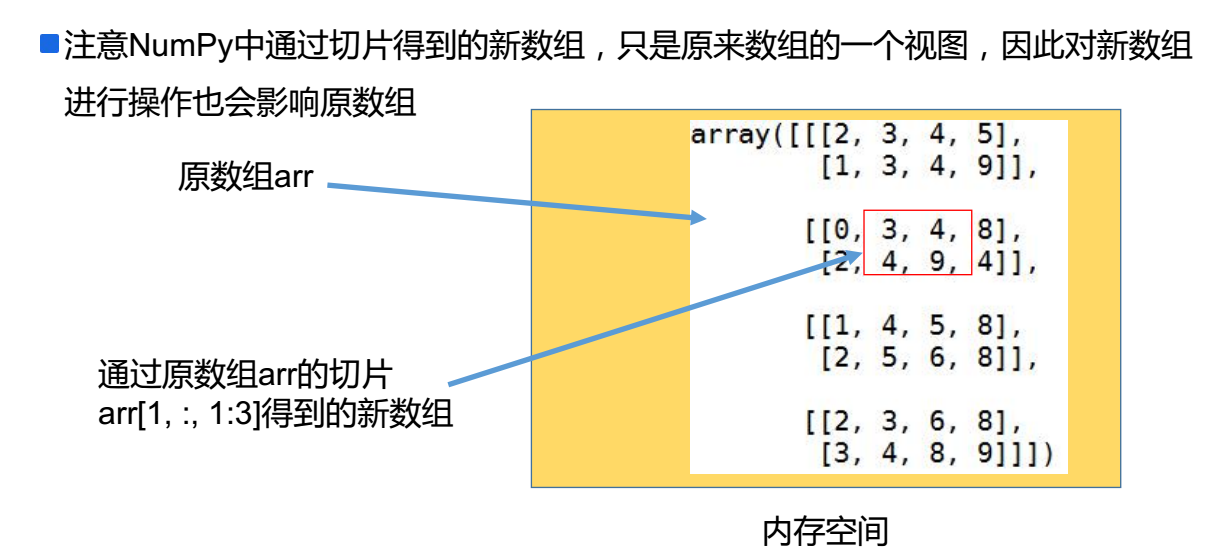 注意NumPy中通过切片得到的新数组，只是原来数组的一个视图，因此对新数组
进行操作也会影响原数组
原数组arr
array([[[2, 3, 4, 5],
[1, 3, 4, 9]],
[[0, 3, 4, 8],
[2, 4, 9, 4]],
[[1, 4, 5, 8],
[2, 5, 6, 8]],
[[2, 3, 6, 8],
[3, 4, 8, 9]]])
通过原数组arr的切片
arr[1, :, 1:3]得到的新数组
内存空间